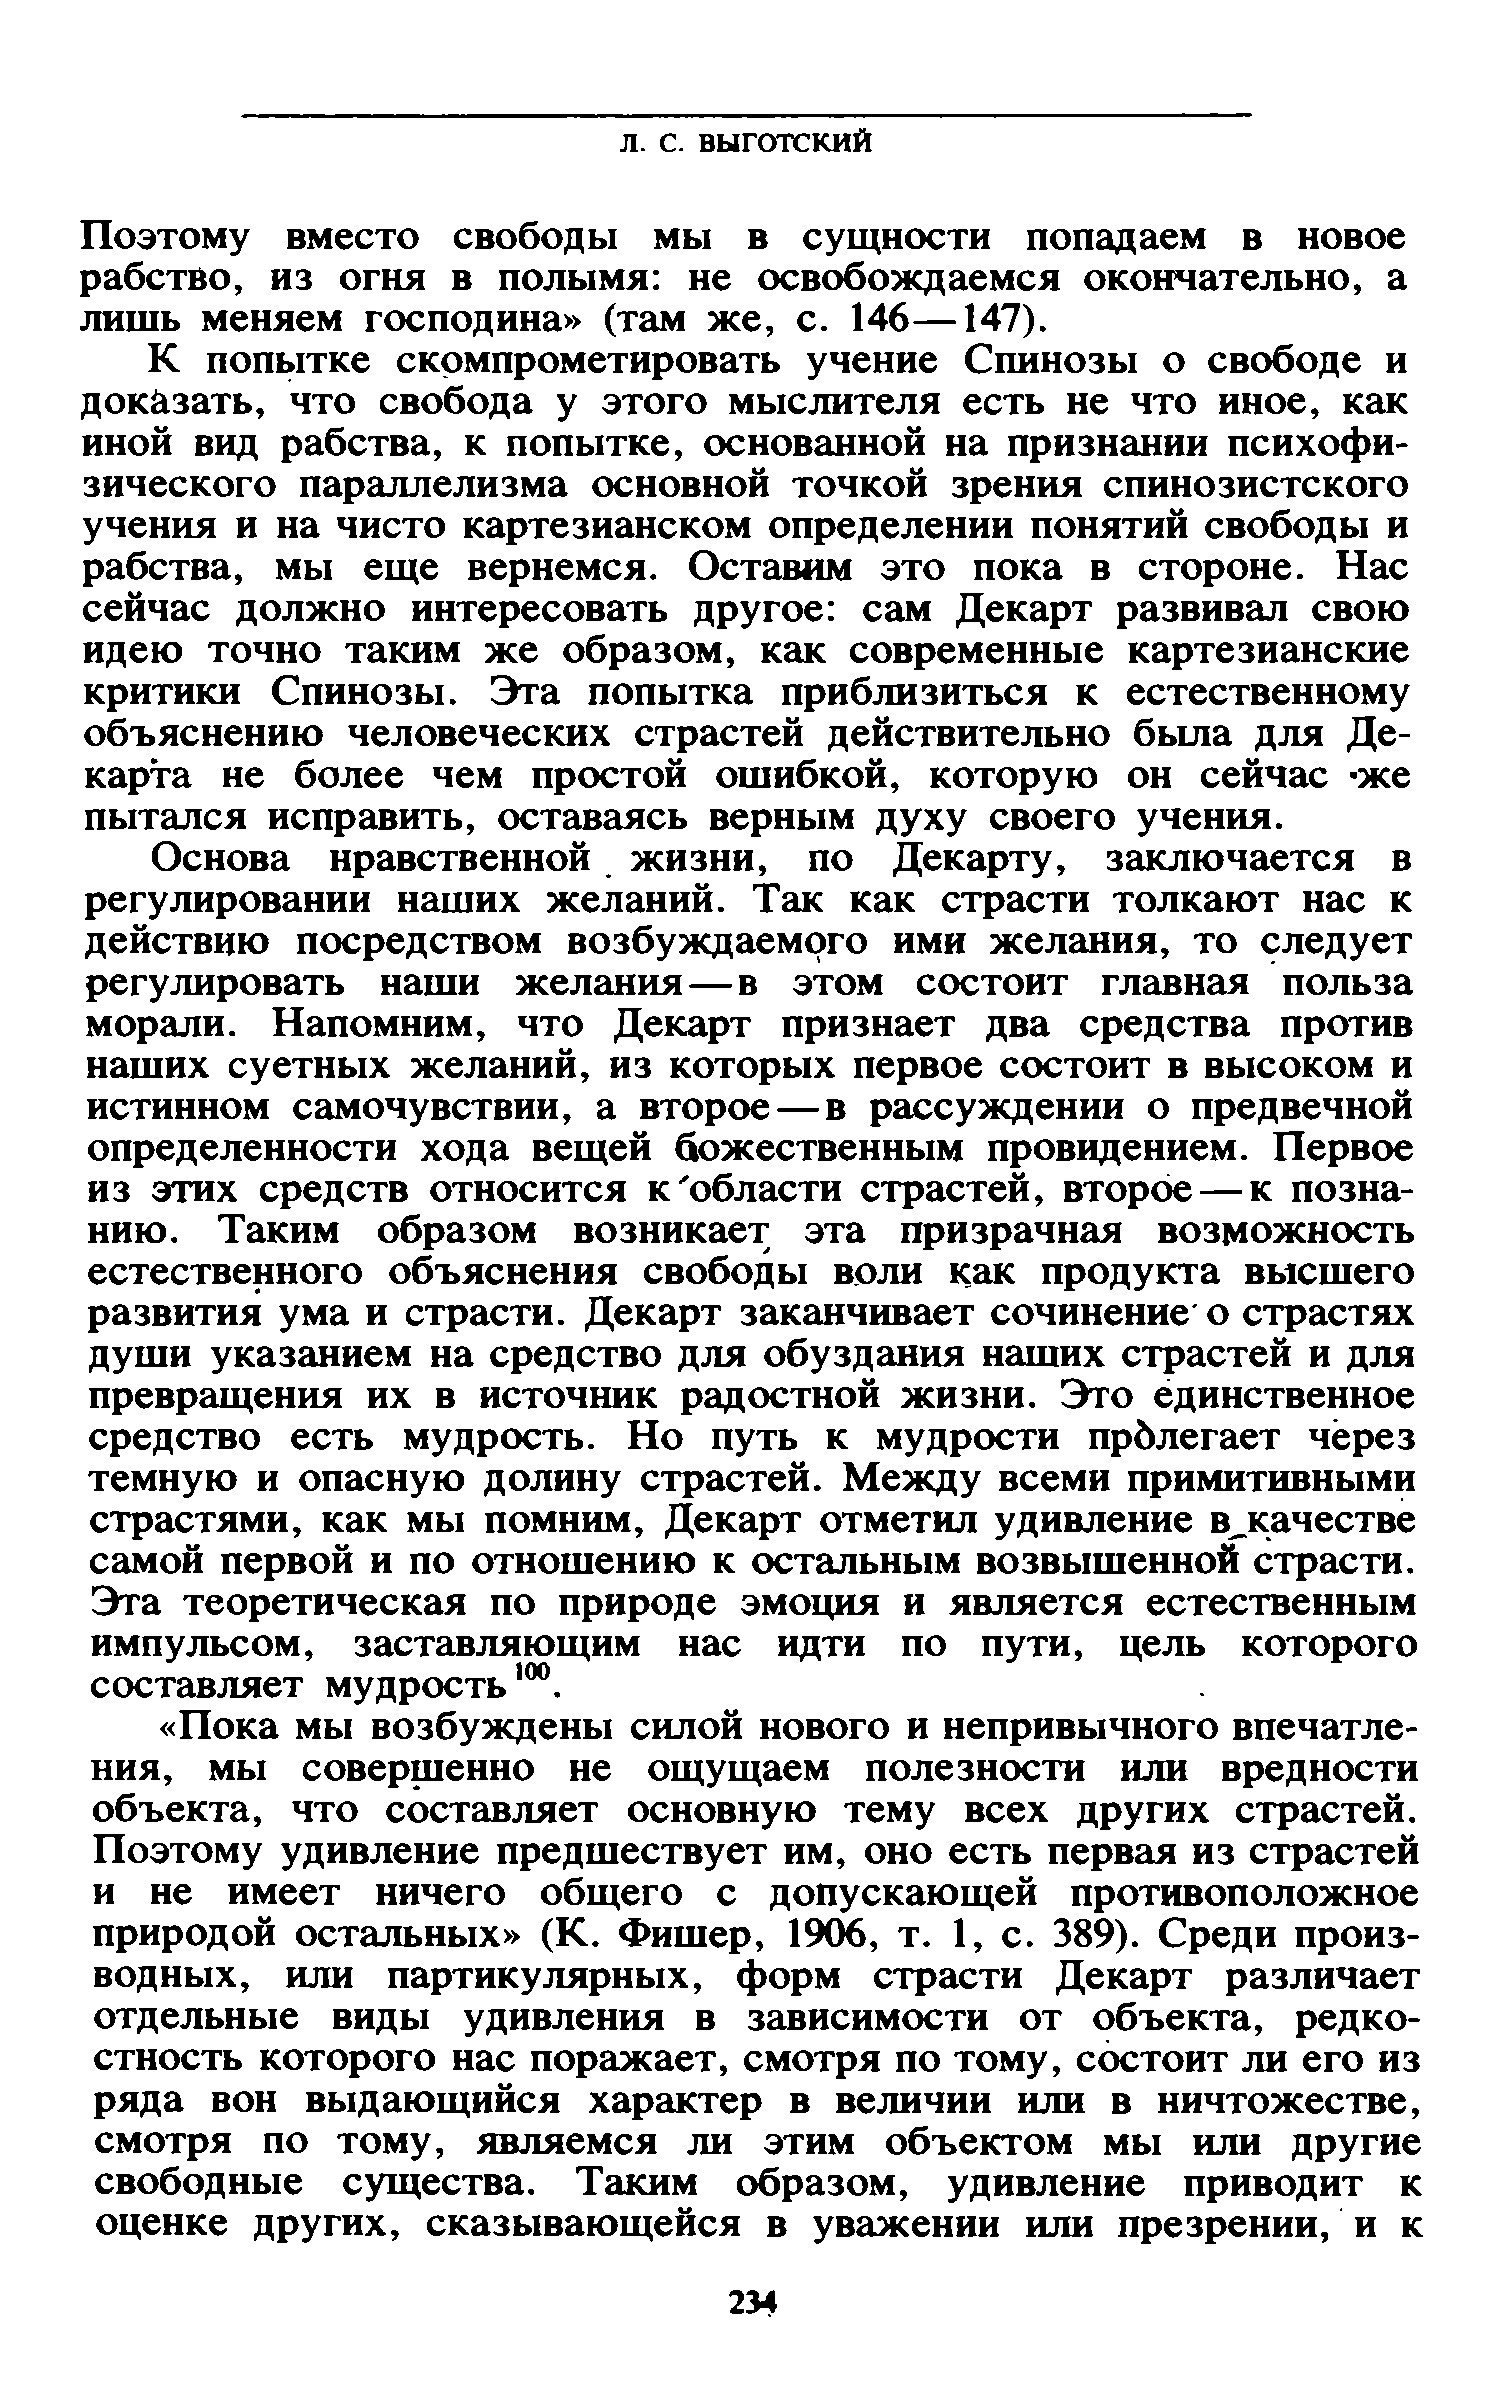 Л. С. ВЫГОТСКИЙ
Поэтому вместо свободы мы в сущности попадаем в новое
рабство, из огня в полымя: не освобождаемся окончательно, а
лишь меняем господина» (там же, с. 146—147).
К попытке скомпрометировать учение Спинозы о свободе и
доказать, что свобода у этого мыслителя есть не что иное, как
иной вид рабства, к попытке, основанной на признании психофи-
зического параллелизма основной точкой зрения спинозистского
учения и на чисто картезианском определении понятий свободы и
рабства, мы еще вернемся. Оставим это пока в стороне. Нас
сейчас должно интересовать другое: сам Декарт развивал свою
идею точно таким же образом, как современные картезианские
критики Спинозы. Эта попытка приблизиться к естественному
объяснению человеческих страстей действительно была для Де-
карта не более чем простой ошибкой, которую он сейчас же
пытался исправить, оставаясь верным духу своего учения.
Основа нравственной жизни, по Декарту, заключается в
регулировании наших желаний. Так как страсти толкают нас к
действию посредством возбуждаемого ими желания, то следует
регулировать наши желания—в этом состоит главная польза
морали. Напомним, что Декарт признает два средства против
наших суетных желаний, из которых первое состоит в высоком и
истинном самочувствии, а второе—в рассуждении о предвечной
определенности хода вещей божественным провидением. Первое
из этих средств относится к области страстей, второе—к позна-
нию. Таким образом возникает эта призрачная возможность
естественного объяснения свободы воли как продукта высшего
развития ума и страсти. Декарт заканчивает сочинение о страстях
души указанием на средство для обуздания наших страстей и для
превращения их в источник радостной жизни. Это единственное
средство есть мудрость. Но путь к мудрости пролегает через
темную и опасную долину страстей. Между всеми примитивными
страстями, как мы помним, Декарт отметил удивление в качестве
самой первой и по отношению к остальным возвышенной страсти.
Эта теоретическая по природе эмоция и является естественным
импульсом, заставляющим нас идти по пути, цель которого
составляет мудрость¹⁰⁰.
«Пока мы возбуждены силой нового и непривычного впечатле-
ния, мы совершенно не ощущаем полезности или вредности
объекта, что составляет основную тему всех других страстей.
Поэтому удивление предшествует им, оно есть первая из страстей
и не имеет ничего общего с допускающей противоположное
природой остальных» (К. Фишер, 1906, т. 1, с. 389). Среди произ-
водных, или партикулярных, форм страсти Декарт различает
отдельные виды удивления в зависимости от объекта, редко-
стность которого нас поражает, смотря по тому, состоит ли его из
ряда вон выдающийся характер в величии или в ничтожестве,
смотря по тому, являемся ли этим объектом мы или другие
свободные существа. Таким образом, удивление приводит к
оценке других, сказывающейся в уважении или презрении, и к
234